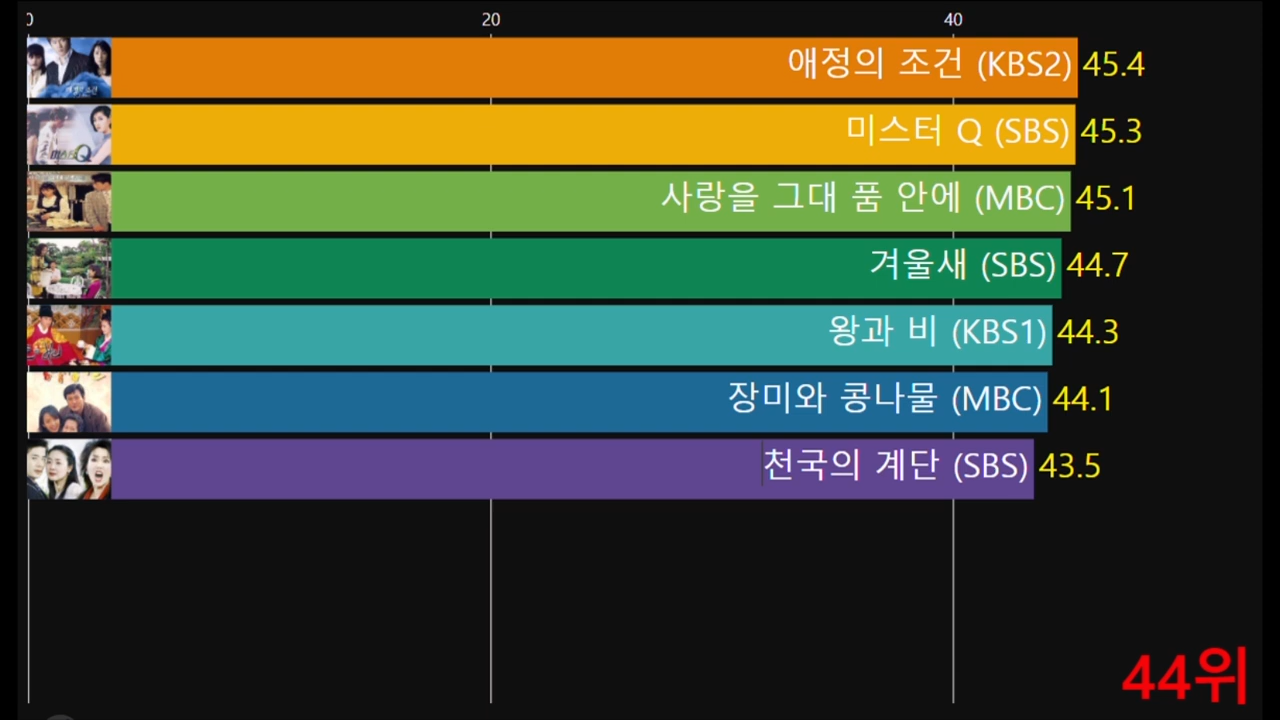 0 20 40
애정의 조건 (KBS2) 45.4
미스터 Q (SBS) 45.3
사랑을 그대 품 안에 (MBC) 45.1
겨울새 (SBS) 44.7
왕과 비 (KBS1) 44.3
장미와 콩나물 (MBC) 44.1
천국의 계단 (SBS) 43.5
44위